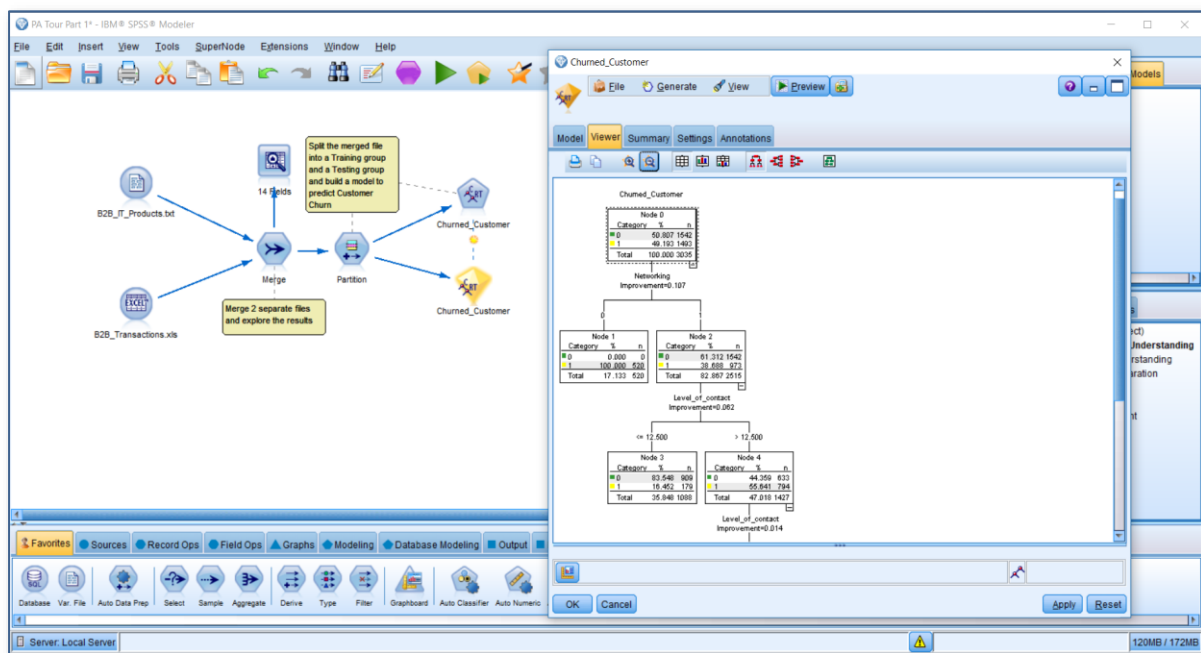 PA Tour Part 1* - IBM® SPSS® Modeler
File Edit Insert View Tools SuperNode Extensions Window Help
Models
B2B_IT_Products.txt
14 Fields
Split the merged file
into a Training group
and a Testing group
and build a model to
predict Customer
Churn
Churned_Customer
Merge
Partition
EXCEL
B2B_Transactions.xls
Merge 2 separate files
and explore the results
CRT
Churned_Customer
Churned_Customer
File Generate View Preview
Model Viewer Summary Settings Annotations
Churned_Customer
Node 0
Category % n
0 50.807 1542
1 49.193 1493
Total 100.000 3035
Networking
Improvement=0.107
0 1
Node 1
Category % n
0 0.000 0
1 100.000 520
Total 17.133 520
Node 2
Category % n
0 61.312 1542
1 38.688 973
Total 82.867 2515
Level_of_contact
Improvement=0.062
<= 12.500 > 12.500
Node 3
Category % n
0 83.548 909
1 16.452 179
Total 35.848 1088
Node 4
Category % n
0 44.359 633
1 55.641 794
Total 47.018 1427
Level_of_contact
Improvement=0.014
OK Cancel Apply Reset
s
ect)
Understanding
rstanding
aration
nt
Favorites Sources Record Ops Field Ops Graphs Modeling Database Modeling Output
SQL
Database Var. File Auto Data Prep Select Sample Aggregate Derive Type Filter Graphboard Auto Classifier Auto Numeric
Server: Local Server
120MB / 172MB